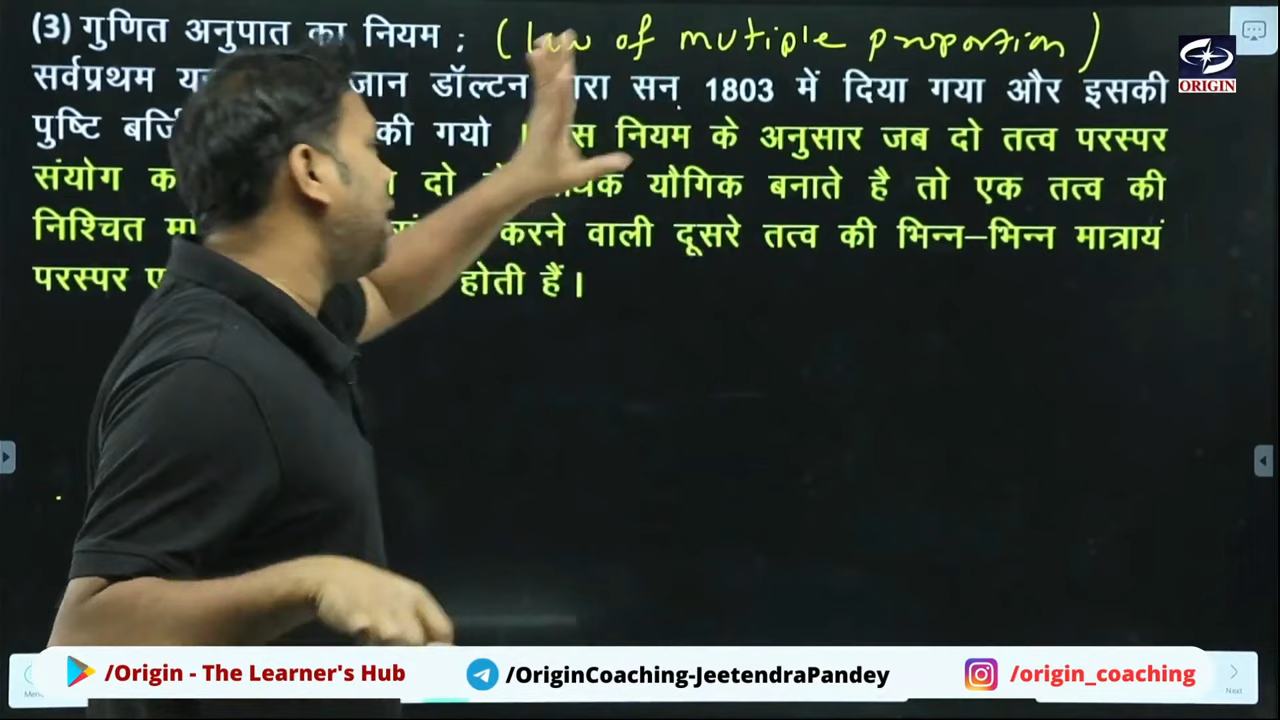 (3) गुणित अनुपात का नियम ; (law of mutiple proportion)
सर्वप्रथम जान डॉल्टन सन् 1803 में दिया गया और इसकी
पुष्टि की गयो । नियम के अनुसार जब दो तत्व परस्पर
संयोग दो यौगिक बनाते है तो एक तत्व की
निश्चित करने वाली दूसरे तत्व की भिन्न–भिन्न मात्रायं
परस्पर होती हैं ।
ORIGIN
/Origin - The Learner's Hub
/OriginCoaching-JeetendraPandey
/origin_coaching
Next